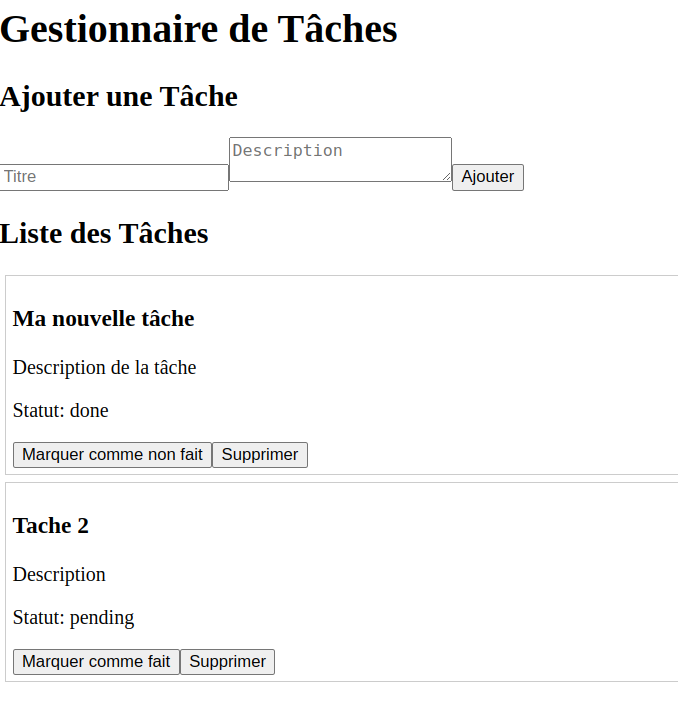 Gestionnaire de Tâches
Ajouter une Tâche
Titre
Description
Ajouter
Liste des Tâches
Ma nouvelle tâche
Description de la tâche
Statut: done
Marquer comme non fait Supprimer
Tache 2
Description
Statut: pending
Marquer comme fait Supprimer